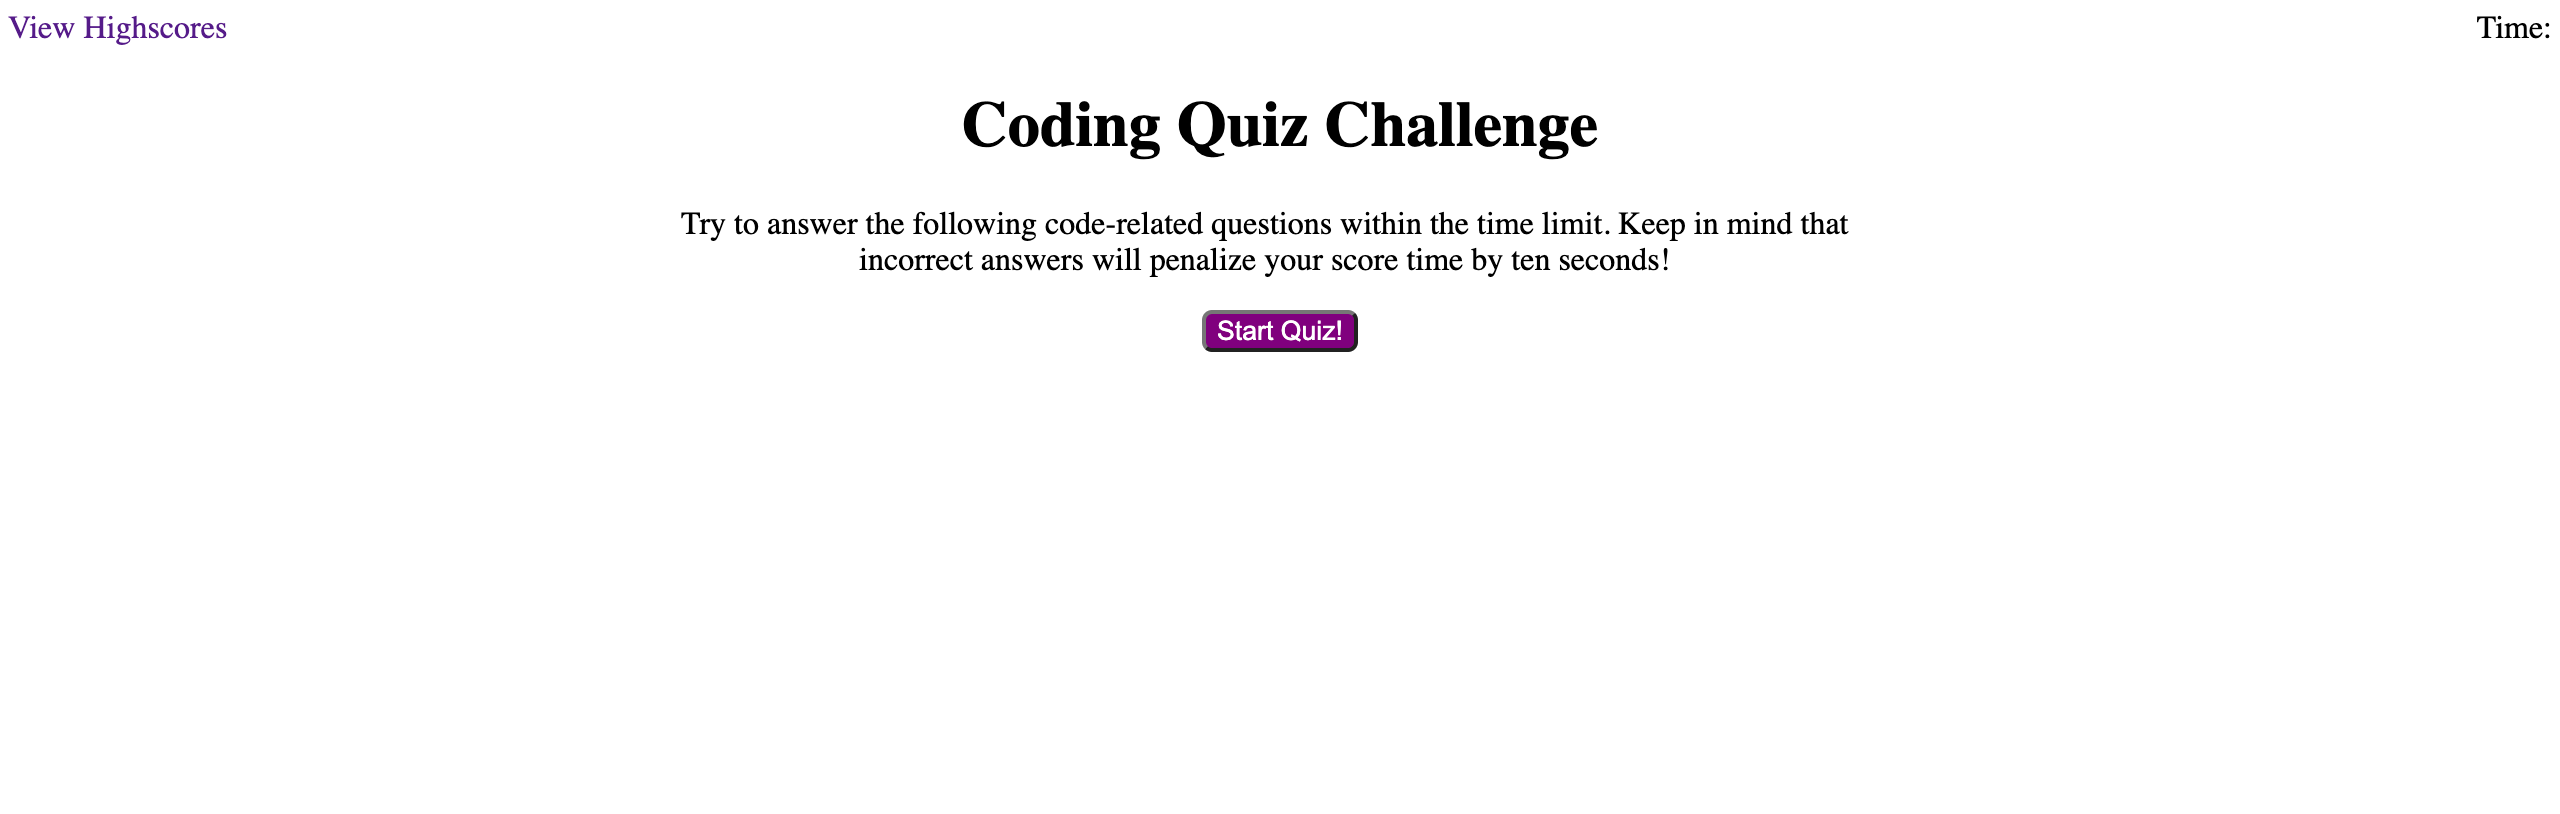 View Highscores
Time:
Coding Quiz Challenge
Try to answer the following code-related questions within the time limit. Keep in mind that
incorrect answers will penalize your score time by ten seconds!
Start Quiz!